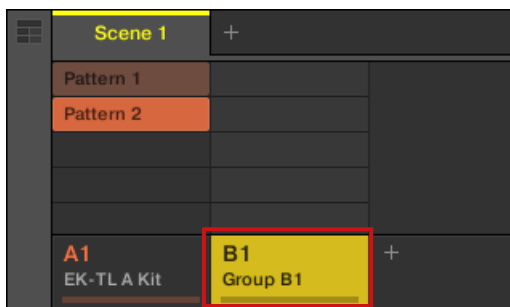 Scene 1 +
Pattern 1
Pattern 2
A1 B1 +
EK-TL A Kit Group B1